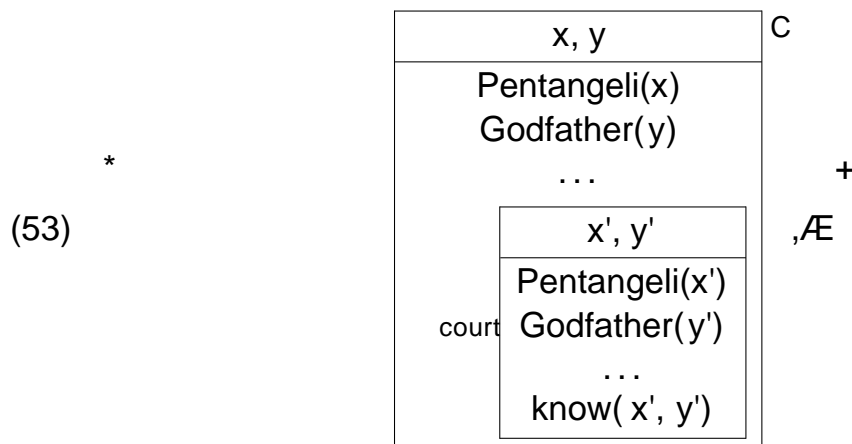 x, y C
Pentangeli(x)
Godfather(y)
* . . . +
(53) x', y' ,Æ
Pentangeli(x')
court Godfather(y')
. . .
know( x', y')